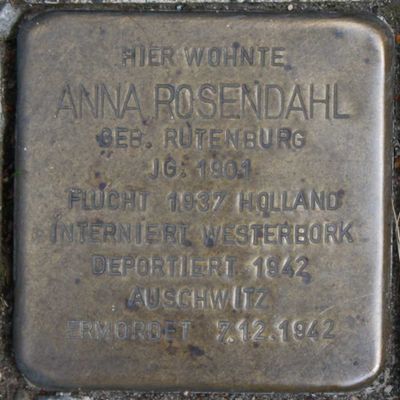 HIER WOHNTE
ANNA ROSENDAHL
GEB. RUTENBURG
JG. 1901
FLUCHT 1937 HOLLAND
INTERNIERT WESTERBORK
DEPORTIERT 1942
AUSCHWITZ
ERMORDET 7.12.1942